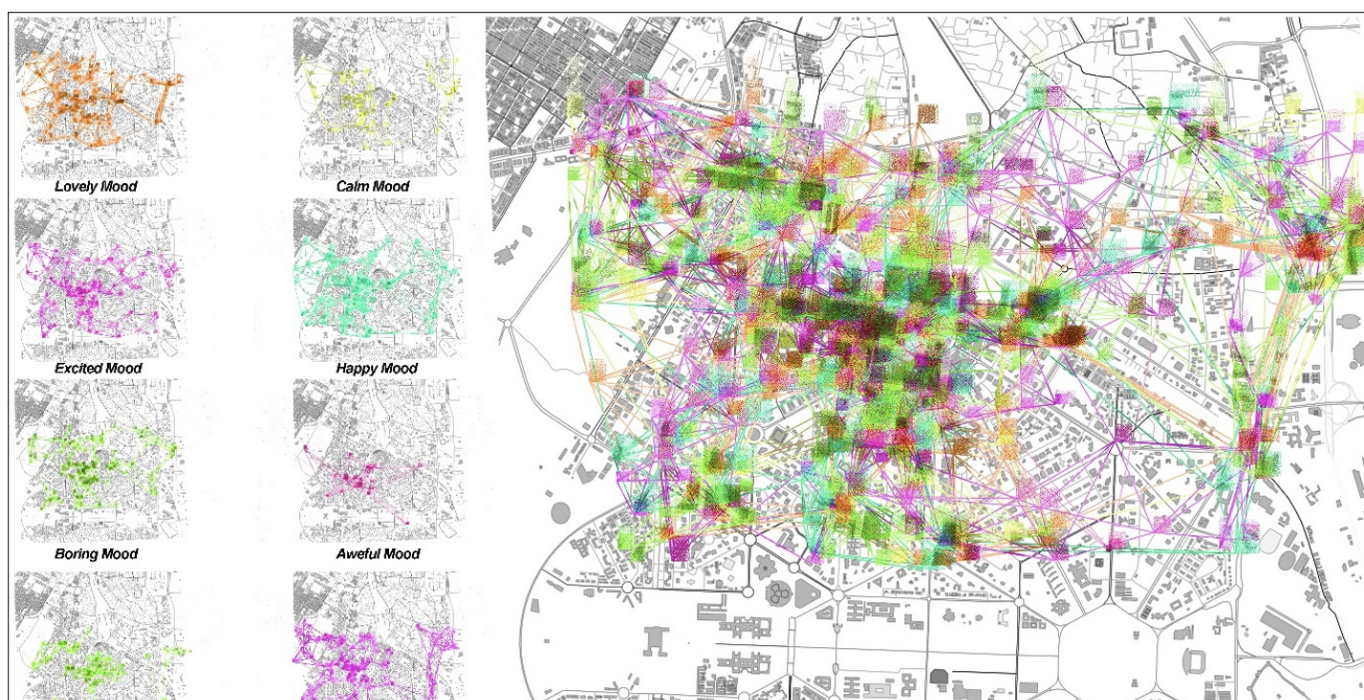 Lovely Mood
Calm Mood
Excited Mood
Happy Mood
Boring Mood
Aweful Mood